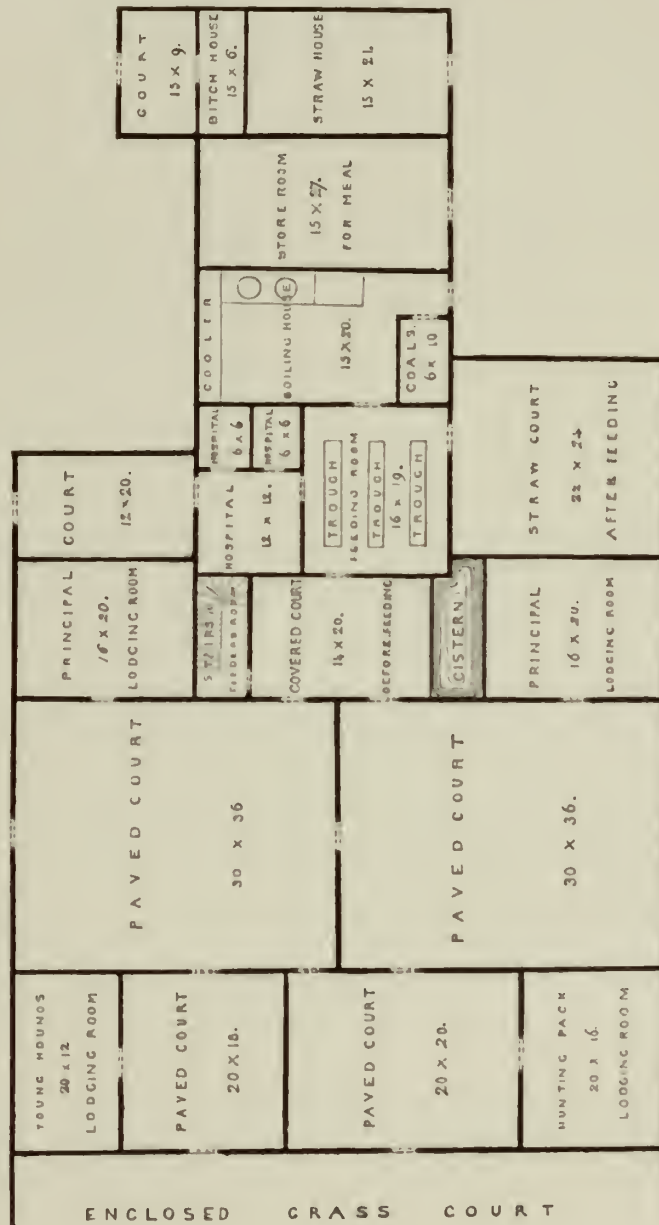 COURT
15 x 9.
BITCH HOUSE
15 x 6.
STRAW HOUSE
15 X 21.
STORE ROOM
15 X 27.
FOR MEAL
COOLER
BOILING HOUSE
15 X 20.
COALS.
6 x 10
HOSPITAL
6 x 6
HOSPITAL
6 x 6
HOSPITAL
12 x 12.
TROUGH
FEEDING ROOM
TROUGH
16 x 19.
TROUGH
STRAW COURT
22 x 24
AFTER FEEDING
COURT
12 x 20.
PRINCIPAL
16 x 20.
LODGING ROOM
STAIRS
FEEDERS ROOM
COVERED COURT
14 x 20.
BEFORE FEEDING
CISTERN
PRINCIPAL
16 x 20.
LODGING ROOM
PAVED COURT
30 x 36
PAVED COURT
30 x 36.
YOUNG HOUNDS
20 x 12
LODGING ROOM
PAVED COURT
20 X 18.
PAVED COURT
20 x 20.
HUNTING PACK
20 x 16.
LODGING ROOM
ENCLOSED GRASS COURT